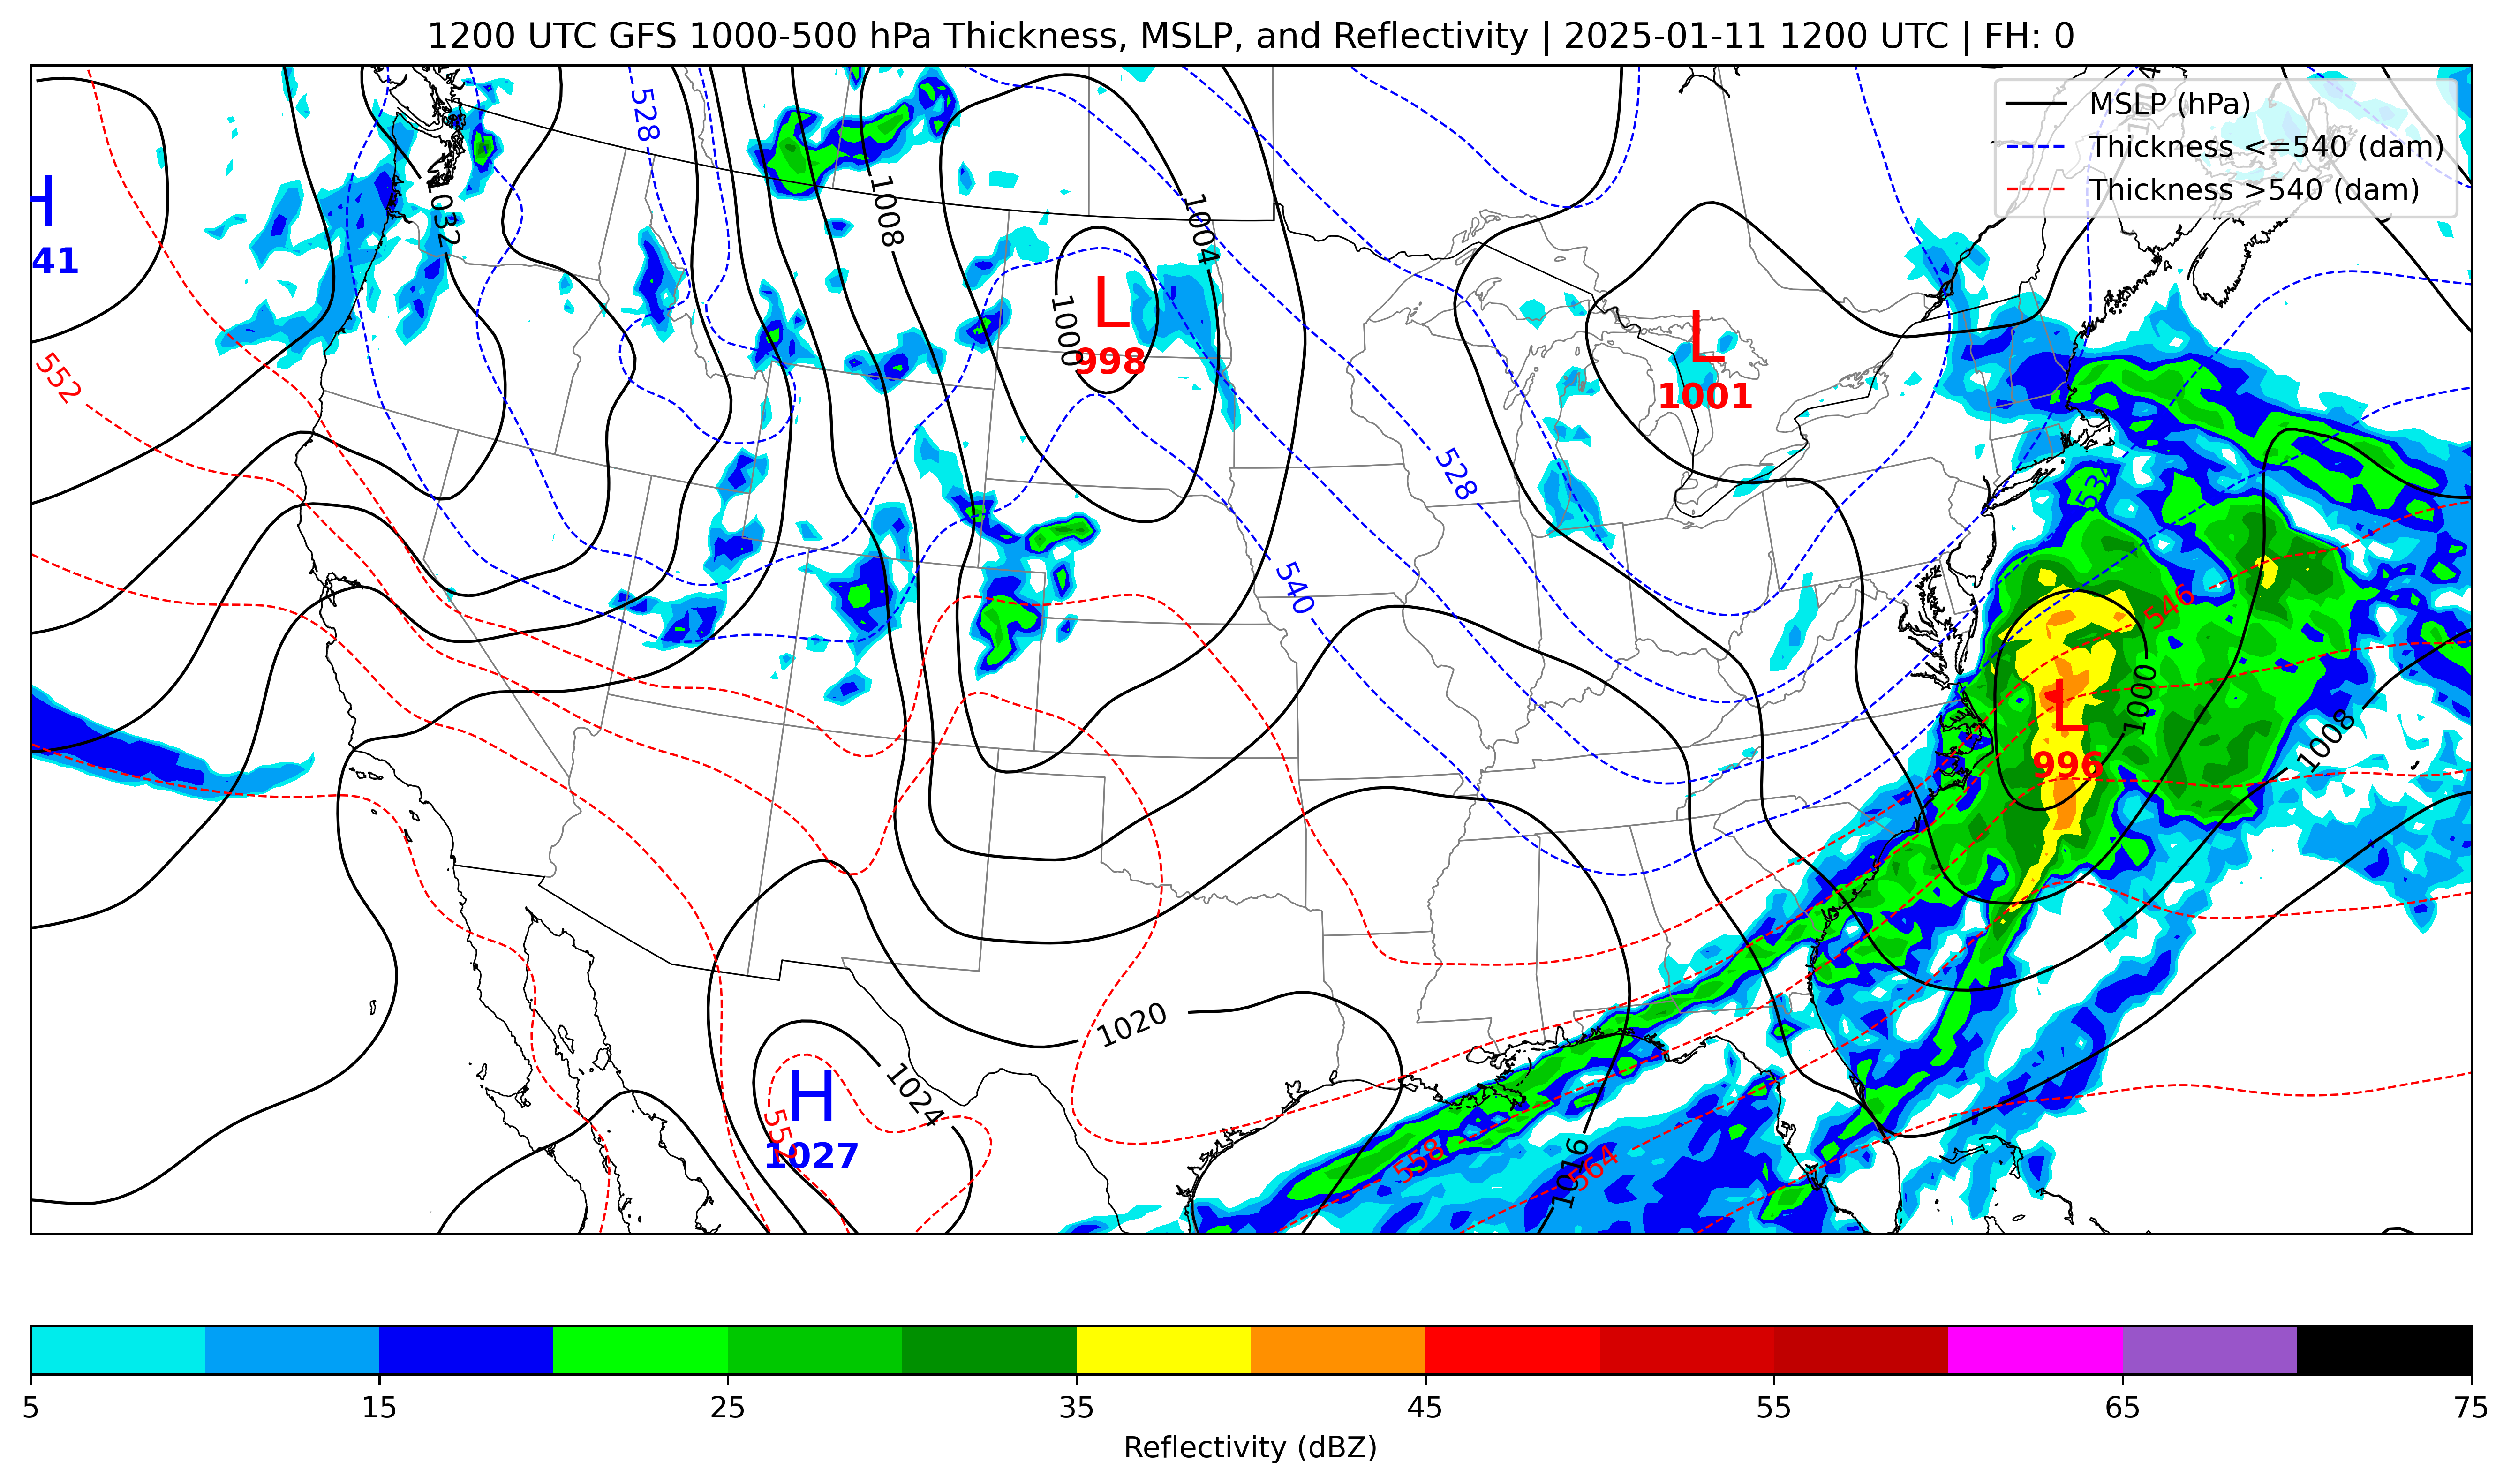 1200 UTC GFS 1000-500 hPa Thickness, MSLP, and Reflectivity | 2025-01-11 1200 UTC | FH: 0
MSLP (hPa)
Thickness <=540 (dam)
Thickness >540 (dam)
528
1032
1008
1004
H
41
L
998
1000
L
1001
552
528
540
546
1000
L
996
1008
1020
1024
H
1027
552
558
564
1016
5 15 25 35 45 55 65 75
Reflectivity (dBZ)